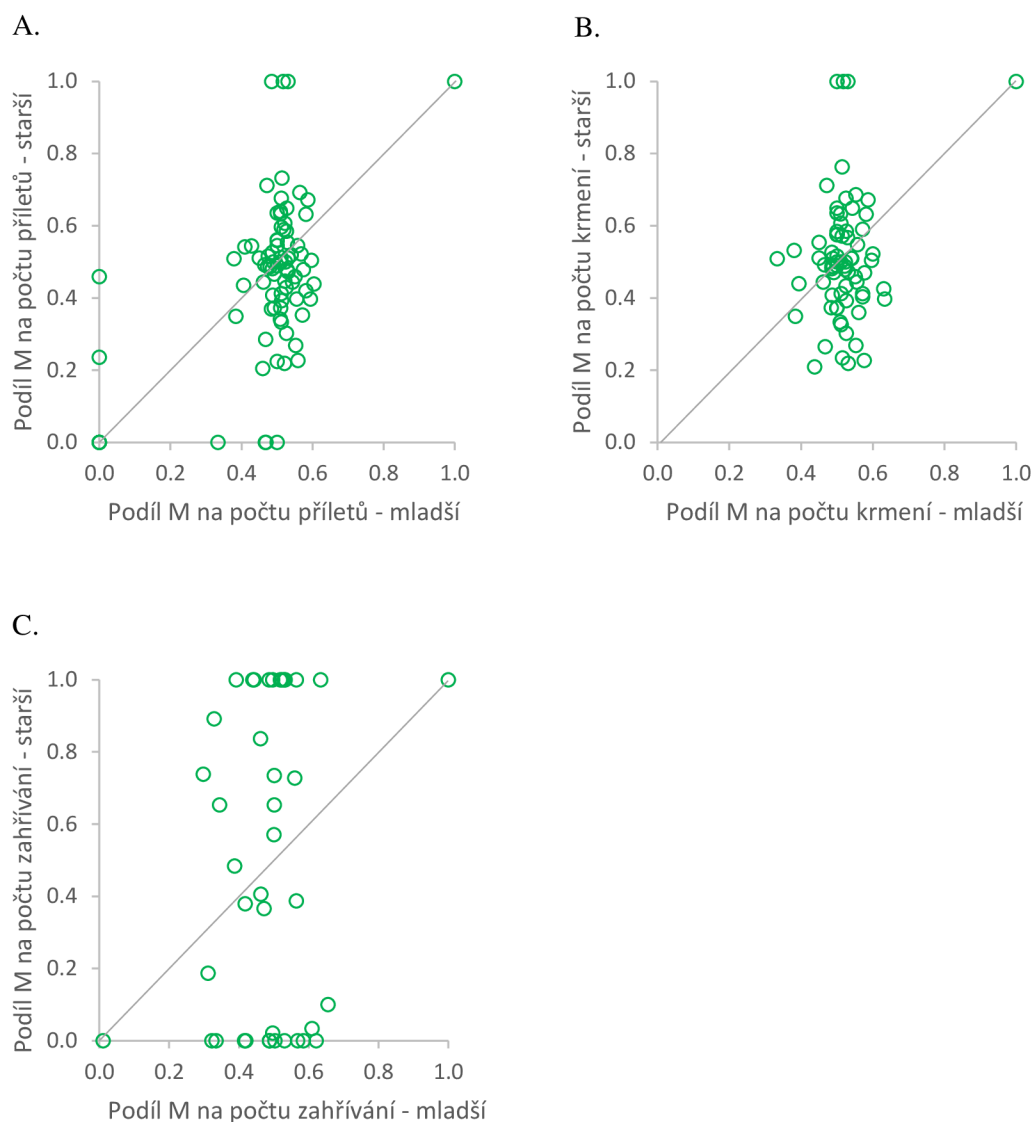 A.
Podíl M na počtu příletů - starší
1.0
0.8
0.6
0.4
0.2
0.0
0.0 0.2 0.4 0.6 0.8 1.0
Podíl M na počtu příletů - mladší
B.
Podíl M na počtu krmení - starší
1.0
0.8
0.6
0.4
0.2
0.0
0.0 0.2 0.4 0.6 0.8 1.0
Podíl M na počtu krmení - mladší
C.
Podíl M na počtu zahřívání - starší
1.0
0.8
0.6
0.4
0.2
0.0
0.0 0.2 0.4 0.6 0.8 1.0
Podíl M na počtu zahřívání - mladší